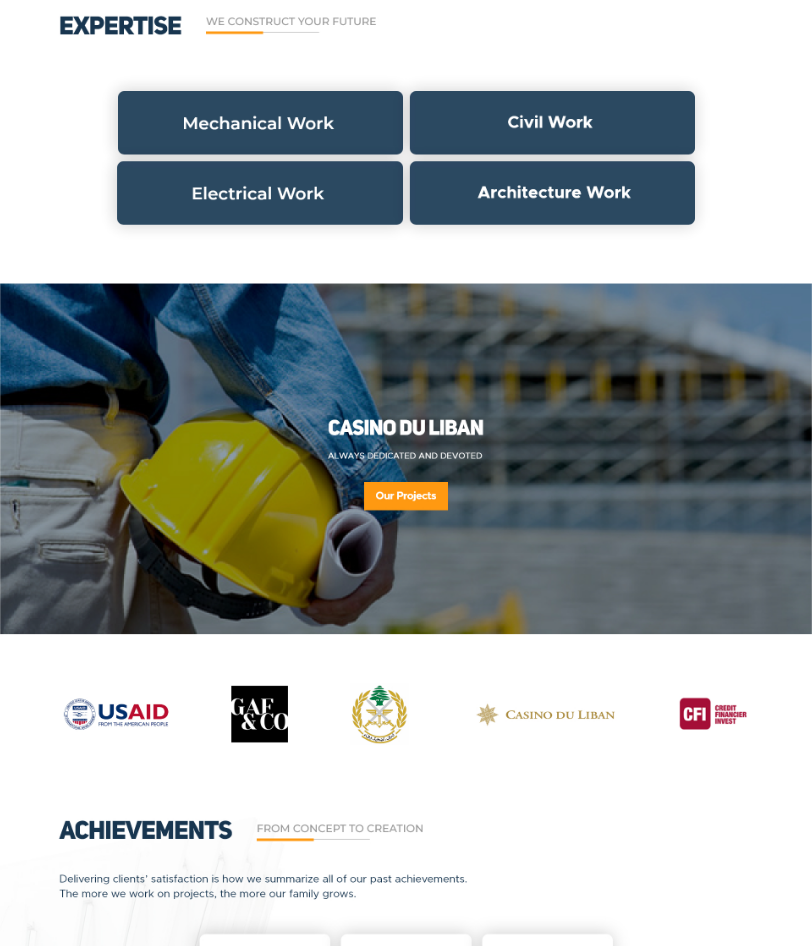 EXPERTISE
WE CONSTRUCT YOUR FUTURE
Mechanical Work
Civil Work
Electrical Work
Architecture Work
CASINO DU LIBAN
ALWAYS DEDICATED AND DEVOTED
Our Projects
USAID
FROM THE AMERICAN PEOPLE
GAF
& CO
CASINO DU LIBAN
CFI
CREDIT
FINANCIER
INVEST
ACHIEVEMENTS
FROM CONCEPT TO CREATION
Delivering clients' satisfaction is how we summarize all of our past achievements.
The more we work on projects, the more our family grows.